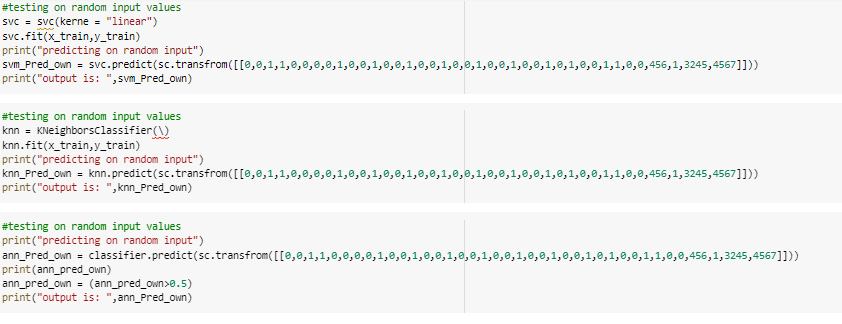 #testing on random input values
svc = svc(kerne = "linear")
svc.fit(x_train,y_train)
print("predicting on random input")
svm_Pred_own = svc.predict(sc.transfrom([[0,0,1,1,0,0,0,0,1,0,0,1,0,0,1,0,0,1,0,0,1,0,0,1,0,0,1,0,1,0,0,1,1,0,0,456,1,3245,4567]]))
print("output is: ",svm_Pred_own)
#testing on random input values
knn = KNeighborsClassifier(\)
knn.fit(x_train,y_train)
print("predicting on random input")
knn_Pred_own = knn.predict(sc.transfrom([[0,0,1,1,0,0,0,0,1,0,0,1,0,0,1,0,0,1,0,0,1,0,0,1,0,0,1,0,1,0,0,1,1,0,0,456,1,3245,4567]]))
print("output is: ",knn_Pred_own)
#testing on random input values
print("predicting on random input")
ann_Pred_own = classifier.predict(sc.transfrom([[0,0,1,1,0,0,0,0,1,0,0,1,0,0,1,0,0,1,0,0,1,0,0,1,0,0,1,0,1,0,0,1,1,0,0,456,1,3245,4567]]))
print(ann_pred_own)
ann_pred_own = (ann_pred_own>0.5)
print("output is: ",ann_Pred_own)